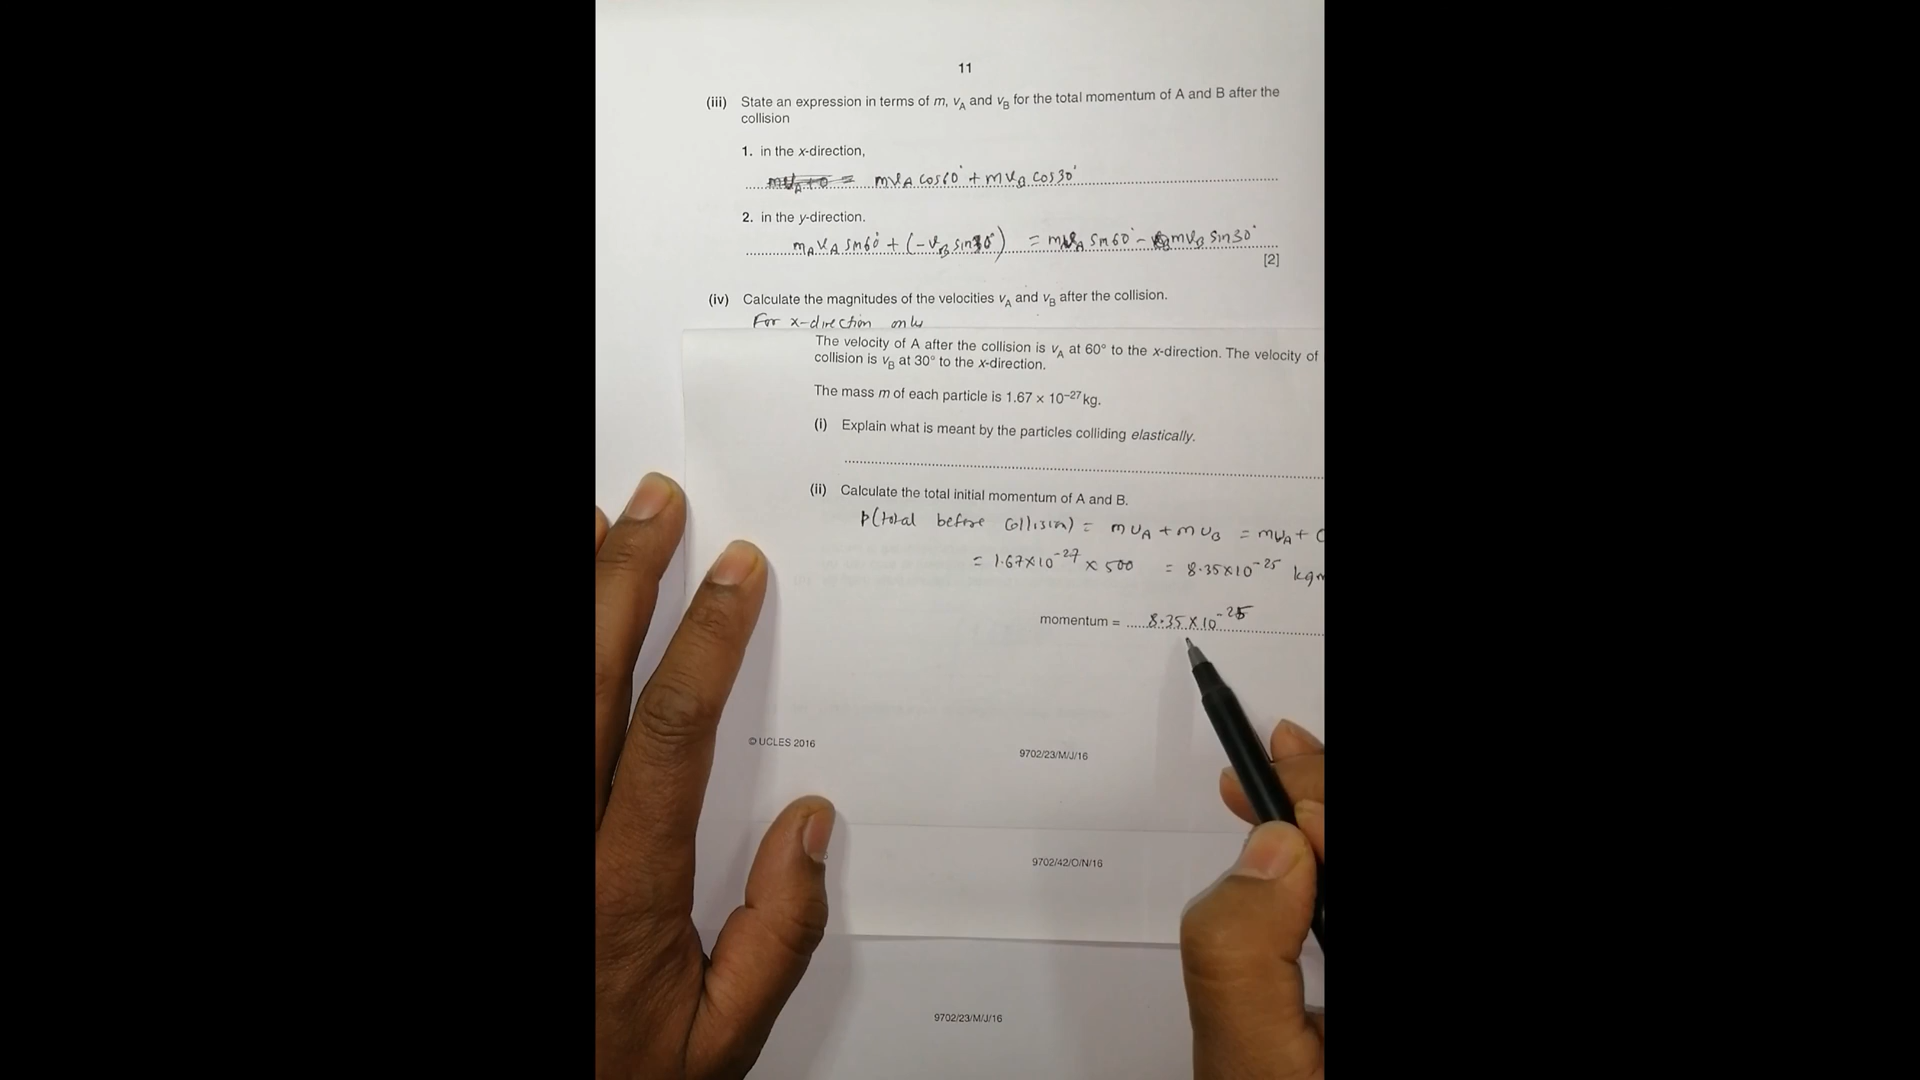 11
(iii) State an expression in terms of m, vA and vB for the total momentum of A and B after the
collision
1. in the x-direction,
= mvA cos60° + mvB cos30°
2. in the y-direction.
mAvA sin60° + (-vB sin30°) = mvA sin60° - mvB sin30°
[2]
(iv) Calculate the magnitudes of the velocities vA and vB after the collision.
For x-direction only
The velocity of A after the collision is vA at 60° to the x-direction. The velocity of
collision is vB at 30° to the x-direction.
The mass m of each particle is 1.67 × 10⁻²⁷ kg.
(i) Explain what is meant by the particles colliding elastically.
(ii) Calculate the total initial momentum of A and B.
p(total before collision) = muA + muB = muA +
= 1.67×10⁻²⁷ × 500 = 8.35×10⁻²⁵ kgm
momentum = 8.35×10⁻²⁵
© UCLES 2016
9702/23/M/J/16
9702/42/O/N/16
9702/23/M/J/16